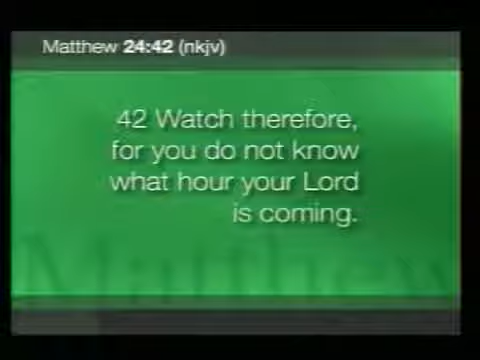 Matthew 24:42 (nkjv)
42 Watch therefore,
for you do not know
what hour your Lord
is coming.
Matthew